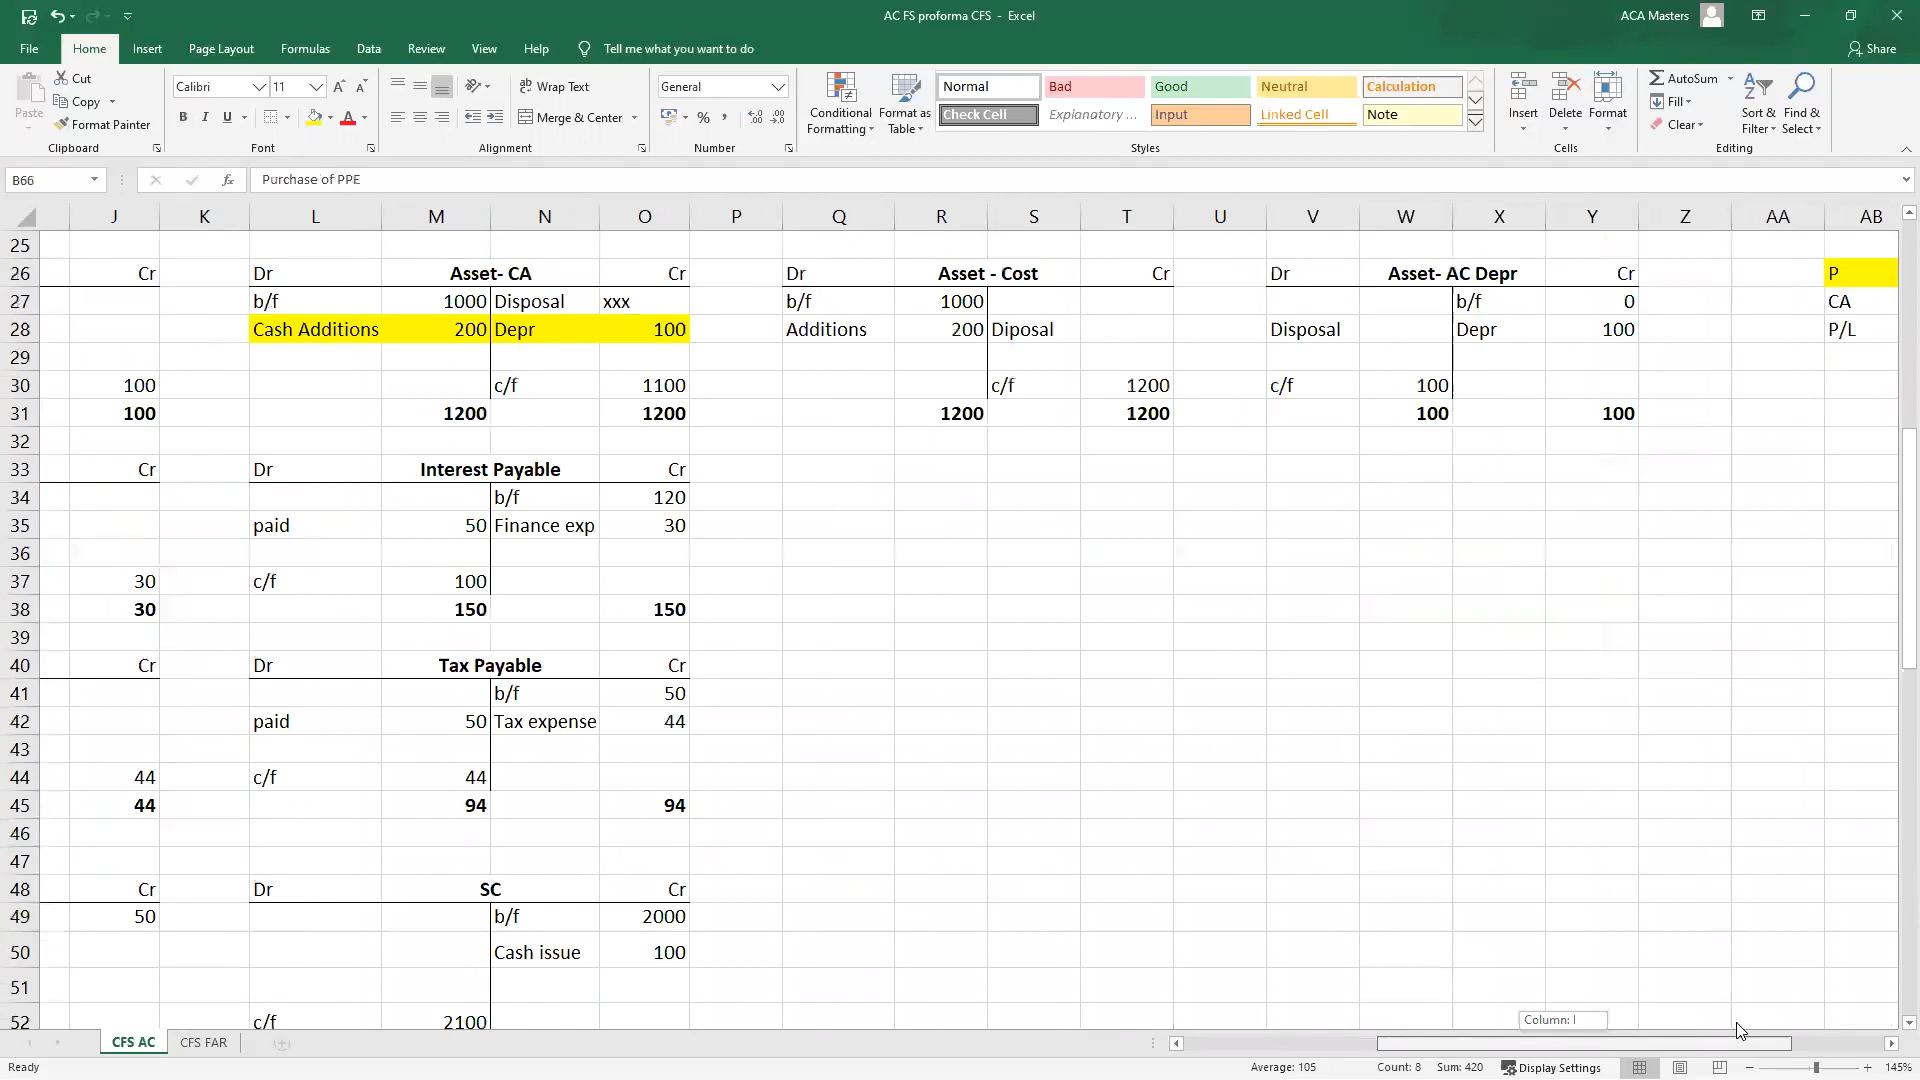 AC FS proforma CFS - Excel
ACA Masters
File Home Insert Page Layout Formulas Data Review View Help Tell me what you want to do Share
Paste Cut Calibri 11 Wrap Text General Conditional Formatting Format as Table Normal Bad Good Neutral Calculation Insert Delete Format AutoSum Sort & Filter Find & Select
Copy Fill
Format Painter B I U Merge & Center % Check Cell Explanatory ... Input Linked Cell Note Clear
Clipboard Font Alignment Number Styles Cells Editing
B66 fx Purchase of PPE
J K L M N O P Q R S T U V W X Y Z AA AB
25
26 Cr Dr Asset- CA Cr Dr Asset - Cost Cr Dr Asset- AC Depr Cr P
27 b/f 1000 Disposal xxx b/f 1000 b/f 0 CA
28 Cash Additions 200 Depr 100 Additions 200 Diposal Disposal Depr 100 P/L
29
30 100 c/f 1100 c/f 1200 c/f 100
31 100 1200 1200 1200 1200 100 100
32
33 Cr Dr Interest Payable Cr
34 b/f 120
35 paid 50 Finance exp 30
36
37 30 c/f 100
38 30 150 150
39
40 Cr Dr Tax Payable Cr
41 b/f 50
42 paid 50 Tax expense 44
43
44 44 c/f 44
45 44 94 94
46
47
48 Cr Dr SC Cr
49 50 b/f 2000
50 Cash issue 100
51
52 c/f 2100
Column: I
CFS AC CFS FAR
Ready Average: 105 Count: 8 Sum: 420 Display Settings 145%